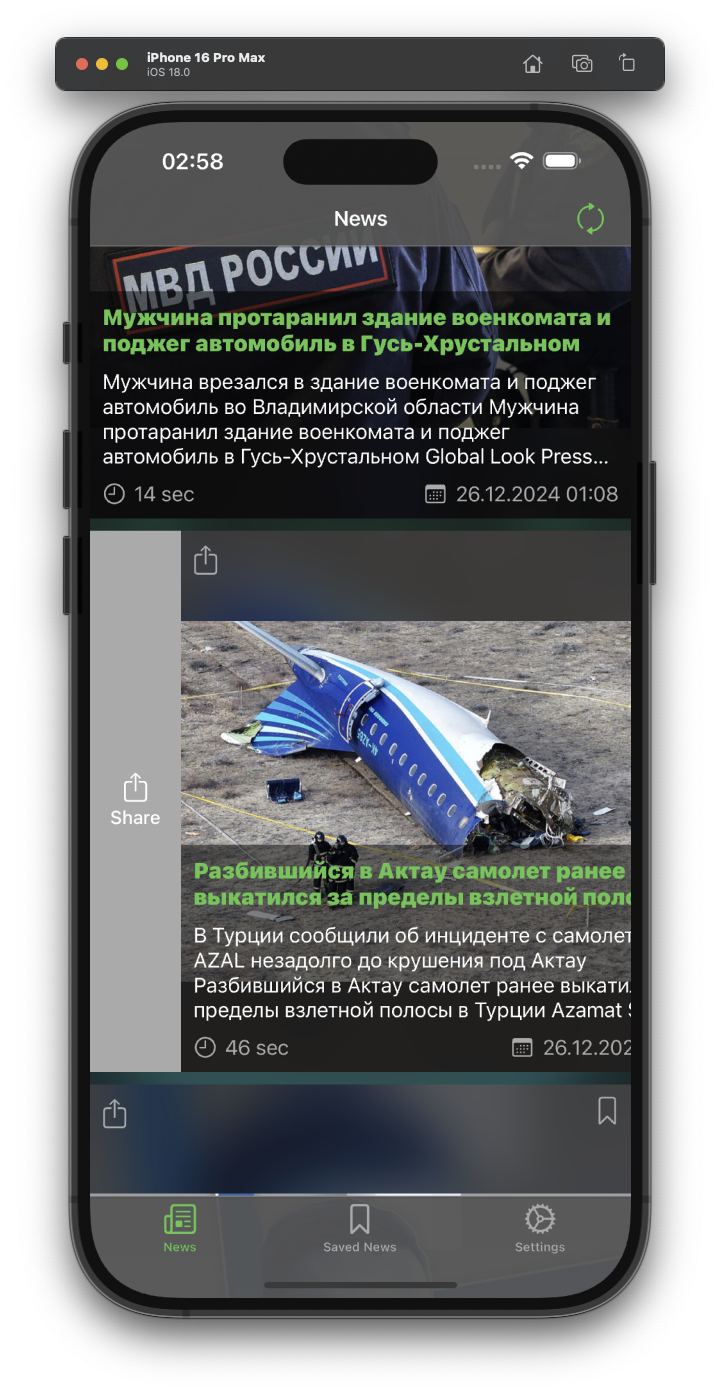 iPhone 16 Pro Max
iOS 18.0
02:58
News
МВД РОССИИ
Мужчина протаранил здание военкомата и
поджег автомобиль в Гусь-Хрустальном
Мужчина врезался в здание военкомата и поджег
автомобиль во Владимирской области Мужчина
протаранил здание военкомата и поджег
автомобиль в Гусь-Хрустальном Global Look Press...
14 sec
26.12.2024 01:08
Share
Разбившийся в Актау самолет ранее
выкатился за пределы взлетной поло
В Турции сообщили об инциденте с самолет
AZAL незадолго до крушения под Актау
Разбившийся в Актау самолет ранее выкати
пределы взлетной полосы в Турции Azamat S
46 sec
26.12.202
News
Saved News
Settings